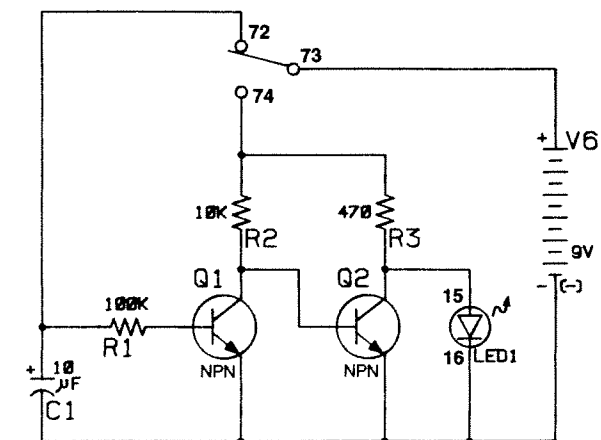 72
73
74
+ V6
10K
R2
470
R3
9V
- (-)
Q1
Q2
100K
R1
15
16 LED1
NPN
NPN
+ 10
µF
C1